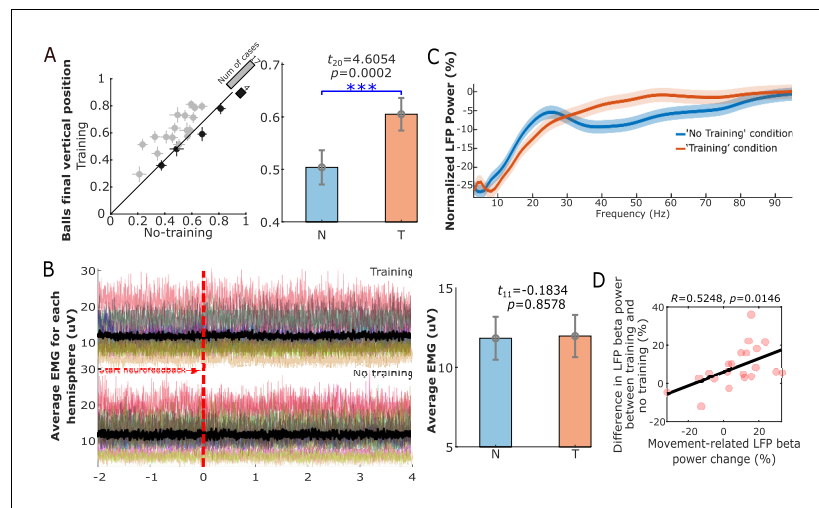 A
Balls final vertical position
Training
1
0.8
0.6
0.4
0.2
0
0
0.2
0.4
0.6
0.8
1
No-training
Num of cases
t20=4.6054
p=0.0002
***
0.7
0.6
0.5
0.4
N
T
C
Normalized LFP Power (%)
0
-5
-10
-15
-20
-25
10
20
30
40
50
60
70
80
90
Frequency (Hz)
'No Training' condition
'Training' condition
B
Average EMG for each
hemisphere (uV)
30
20
10
Training
30
20
10
No training
Start neurofeedback
-2
-1
0
1
2
3
4
Average EMG (uV)
15
10
5
t11=-0.1834
p=0.8578
N
T
D
R=0.5248, p=0.0146
Difference in LFP beta power
between training and
no training (%)
40
20
0
-20
-20
0
20
Movement-related LFP beta
power change (%)